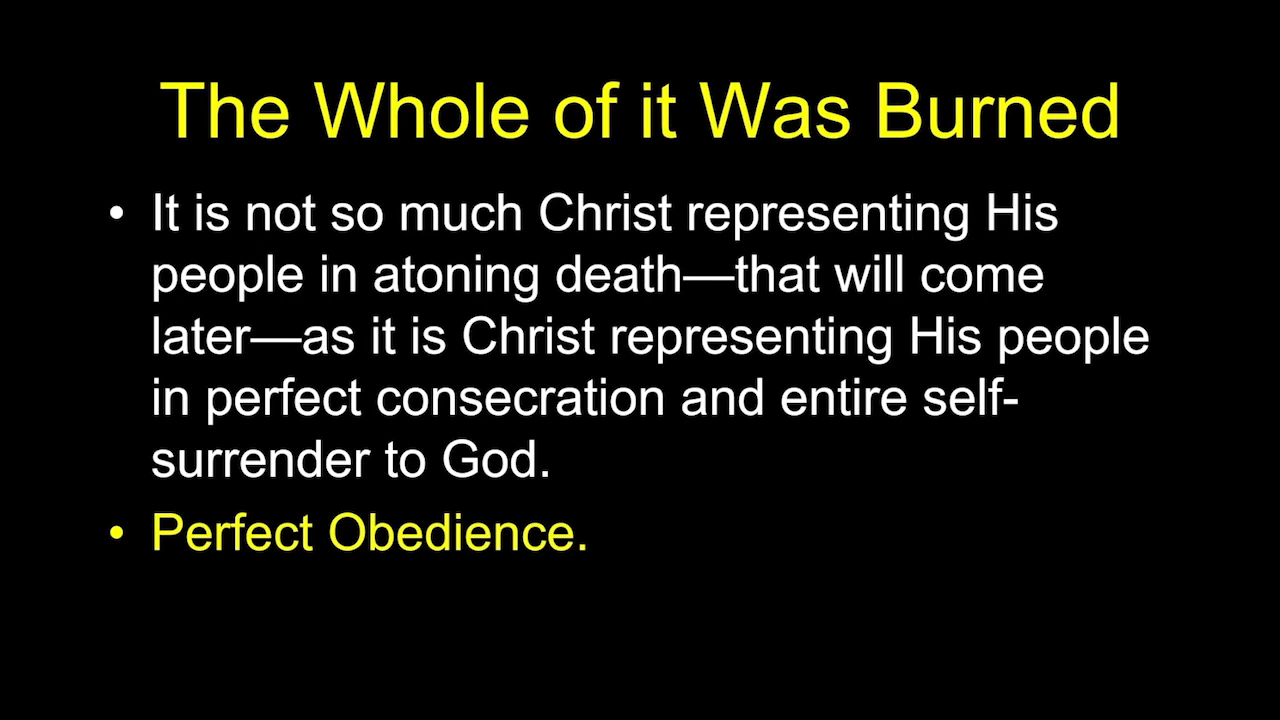 The Whole of it Was Burned
• It is not so much Christ representing His
people in atoning death—that will come
later—as it is Christ representing His people
in perfect consecration and entire self-
surrender to God.
• Perfect Obedience.